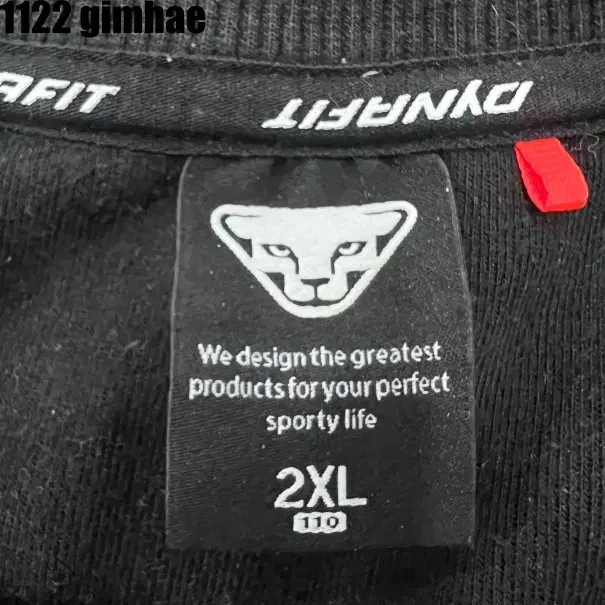 1122 gimhae
AFIT
DYNAFIT
We design the greatest
products for your perfect
sporty life
2XL
110